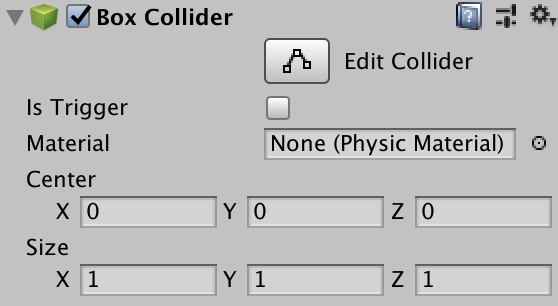 Box Collider
Edit Collider
Is Trigger
Material None (Physic Material)
Center
X 0 Y 0 Z 0
Size
X 1 Y 1 Z 1